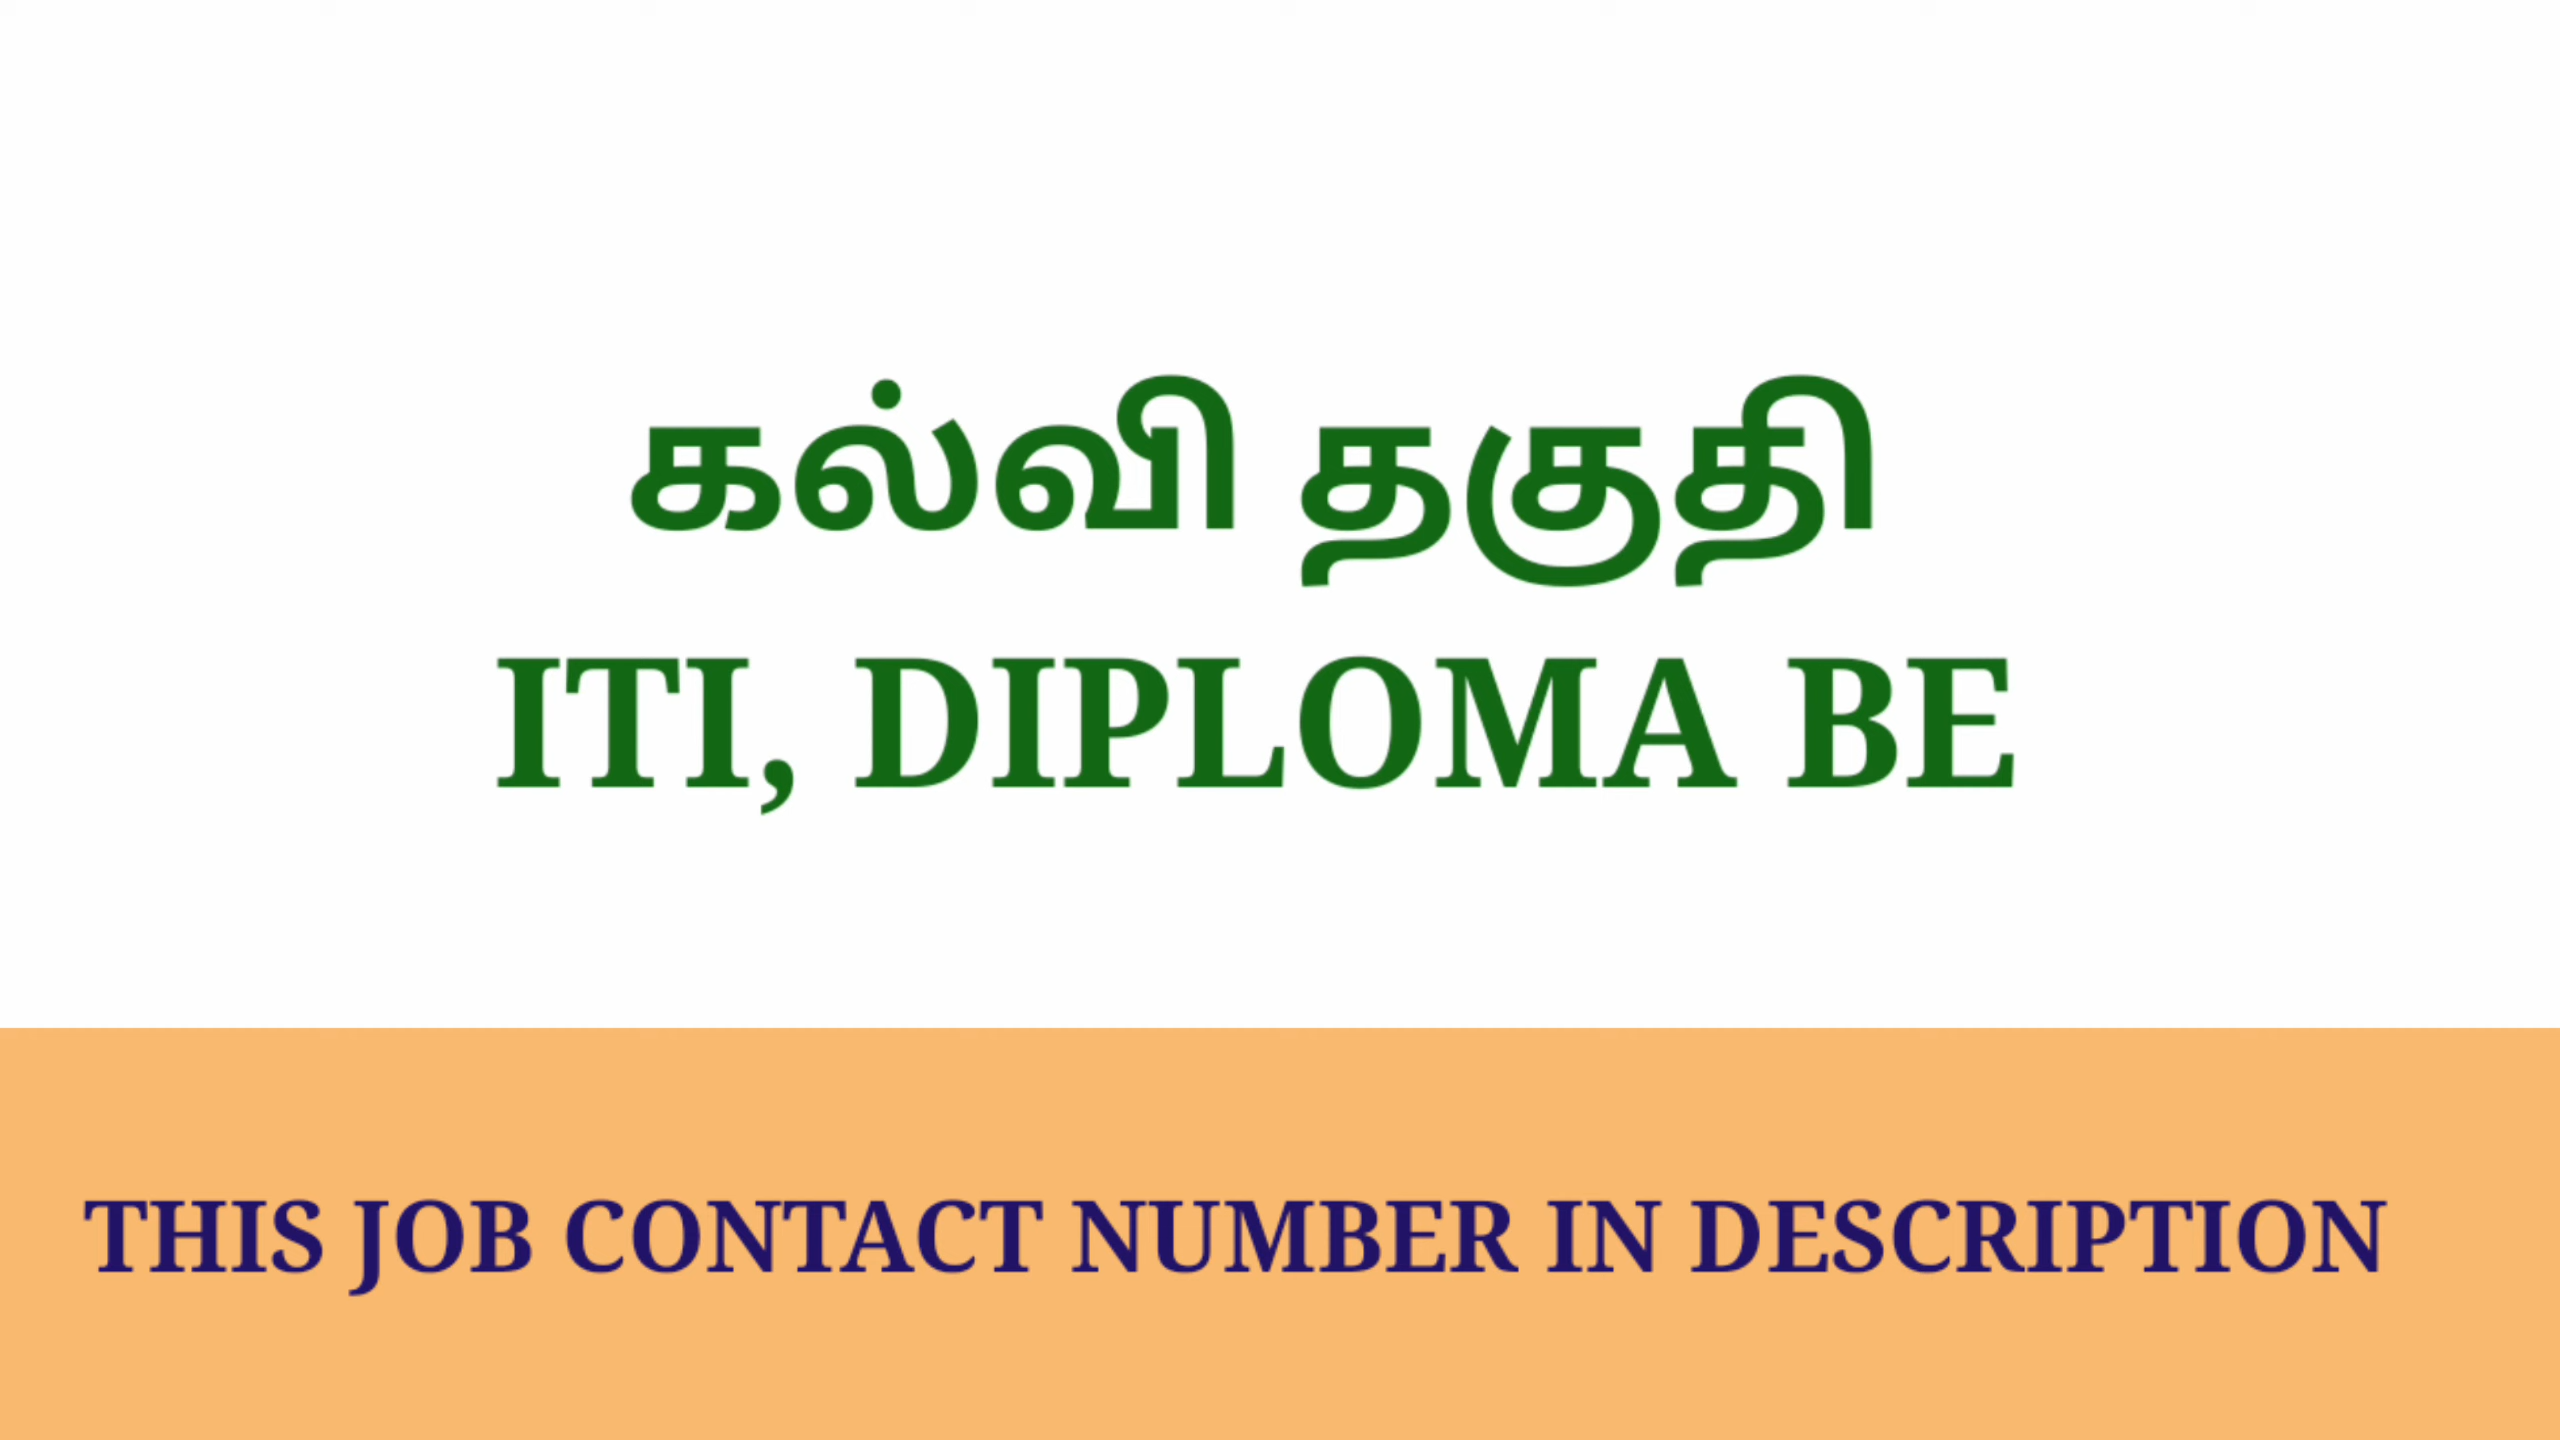 கல்வி தகுதி
ITI, DIPLOMA BE
THIS JOB CONTACT NUMBER IN DESCRIPTION